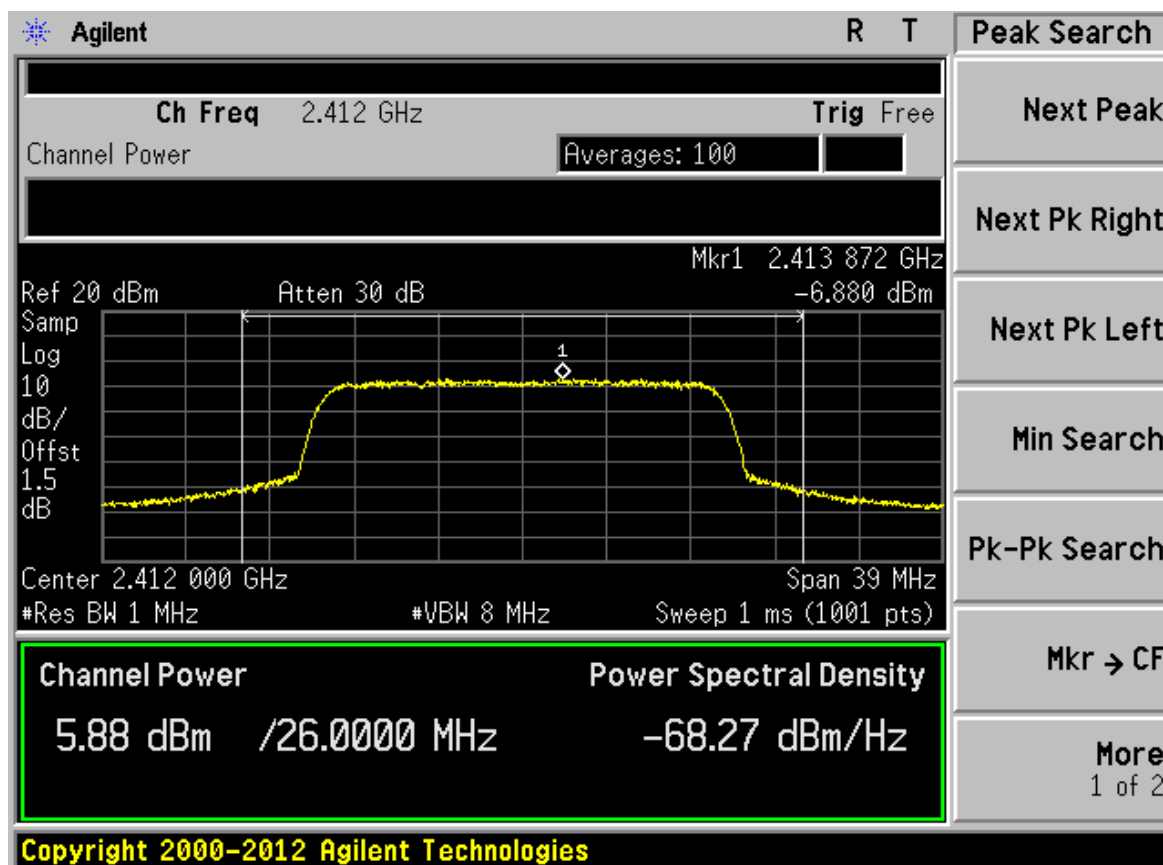 Agilent R T
Peak Search
Ch Freq 2.412 GHz Trig Free
Channel Power Averages: 100
Mkr1 2.413 872 GHz
Ref 20 dBm Atten 30 dB -6.880 dBm
Samp
Log
10
dB/
Offst
1.5
dB
1
Center 2.412 000 GHz Span 39 MHz
#Res BW 1 MHz #VBW 8 MHz Sweep 1 ms (1001 pts)
Channel Power Power Spectral Density
5.88 dBm /26.0000 MHz -68.27 dBm/Hz
Next Peak
Next Pk Right
Next Pk Left
Min Search
Pk-Pk Search
Mkr → CF
More
1 of 2
Copyright 2000-2012 Agilent Technologies